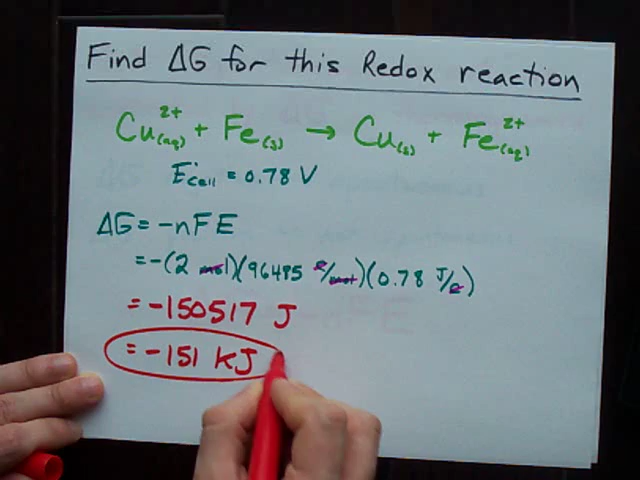 Find ΔG for this Redox reaction
Cu²⁺(aq) + Fe(s) → Cu(s) + Fe²⁺(aq)
E°cell = 0.78 V
ΔG = -nFE
= -(2 mol)(96485 C/mol)(0.78 J/C)
= -150517 J
= -151 kJ